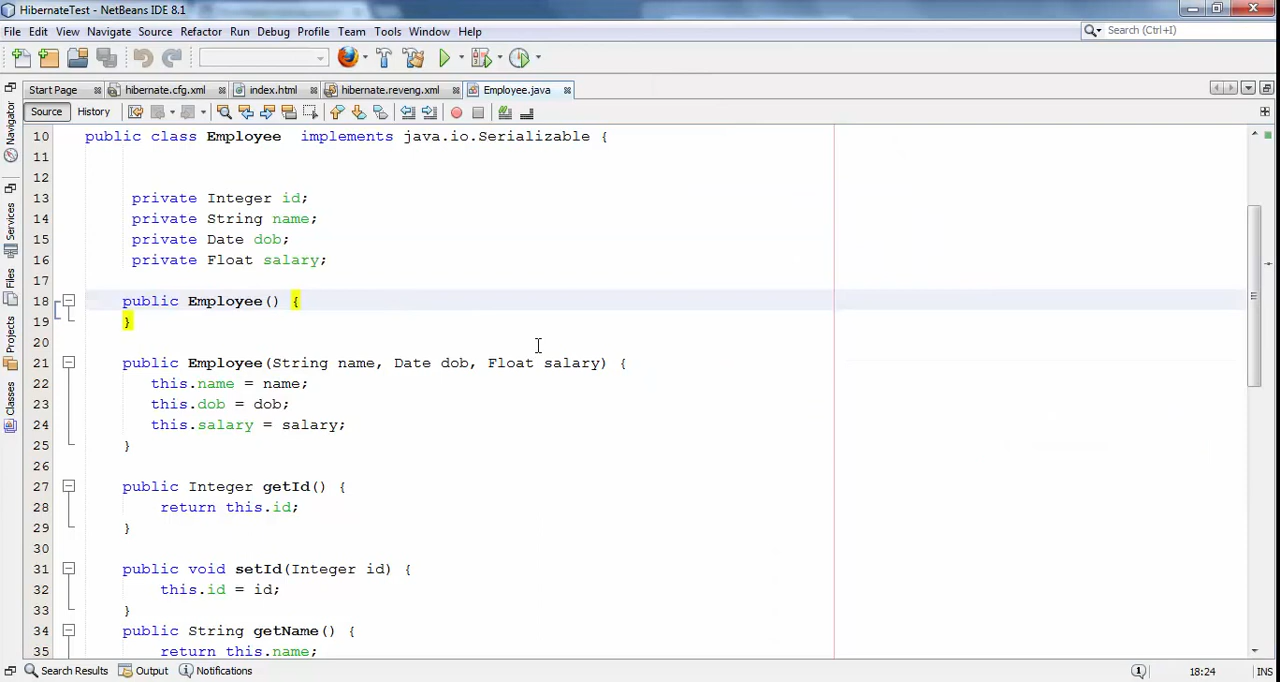 HibernateTest - NetBeans IDE 8.1
File Edit View Navigate Source Refactor Run Debug Profile Team Tools Window Help
Search (Ctrl+I)
Start Page hibernate.cfg.xml index.html hibernate.reveng.xml Employee.java
Source History
Navigator
Services
Files
Projects
Classes
10 public class Employee  implements java.io.Serializable {
11
12
13 private Integer id;
14 private String name;
15 private Date dob;
16 private Float salary;
17
18 public Employee() {
19 }
20
21 public Employee(String name, Date dob, Float salary) {
22 this.name = name;
23 this.dob = dob;
24 this.salary = salary;
25 }
26
27 public Integer getId() {
28 return this.id;
29 }
30
31 public void setId(Integer id) {
32 this.id = id;
33 }
34 public String getName() {
35 return this.name;
Search Results Output Notifications 1 18:24 INS